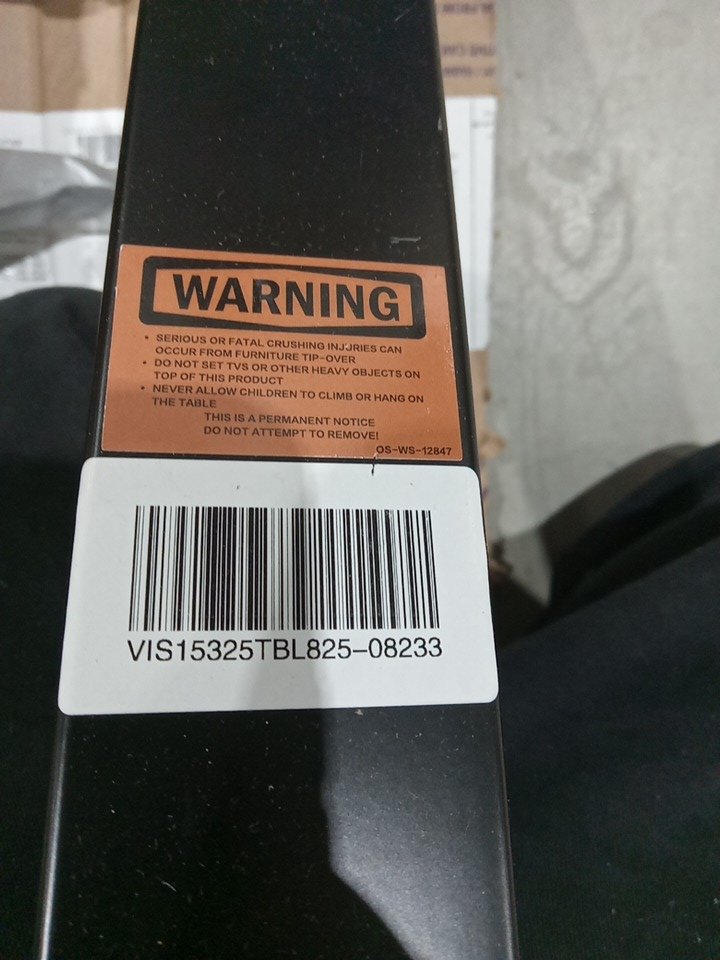 WARNING
• SERIOUS OR FATAL CRUSHING INJURIES CAN
OCCUR FROM FURNITURE TIP-OVER
• DO NOT SET TVS OR OTHER HEAVY OBJECTS ON
TOP OF THIS PRODUCT
• NEVER ALLOW CHILDREN TO CLIMB OR HANG ON
THE TABLE
THIS IS A PERMANENT NOTICE
DO NOT ATTEMPT TO REMOVE!
OS-WS-12847
VIS15325TBL825-08233